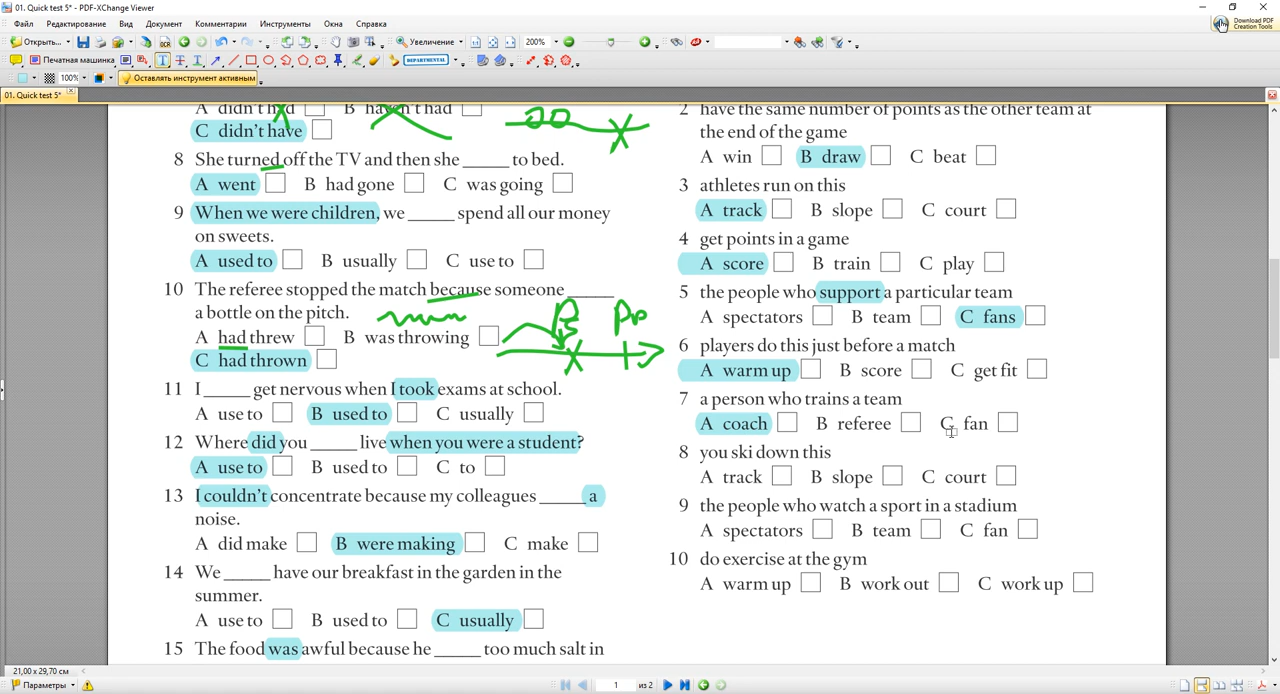 01. Quick test 5* - PDF-XChange Viewer
Файл Редактирование Вид Документ Комментарии Инструменты Окна Справка
Открыть... OCR Увеличение 200% Download PDF Creation Tools
Печатная машинка DEPARTMENTAL
100% Оставлять инструмент активным
01. Quick test 5*
A didn't had B haven't had
C didn't have
8 She turned off the TV and then she _____ to bed.
A went B had gone C was going
9 When we were children, we _____ spend all our money
on sweets.
A used to B usually C use to
10 The referee stopped the match because someone _____
a bottle on the pitch.
A had threw B was throwing
C had thrown
11 I _____ get nervous when I took exams at school.
A use to B used to C usually
12 Where did you _____ live when you were a student?
A use to B used to C to
13 I couldn't concentrate because my colleagues _____ a
noise.
A did make B were making C make
14 We _____ have our breakfast in the garden in the
summer.
A use to B used to C usually
15 The food was awful because he _____ too much salt in
2 have the same number of points as the other team at
the end of the game
A win B draw C beat
3 athletes run on this
A track B slope C court
4 get points in a game
A score B train C play
5 the people who support a particular team
A spectators B team C fans
6 players do this just before a match
A warm up B score C get fit
7 a person who trains a team
A coach B referee C fan
8 you ski down this
A track B slope C court
9 the people who watch a sport in a stadium
A spectators B team C fan
10 do exercise at the gym
A warm up B work out C work up
21,00 x 29,70 см
Параметры 1 из 2